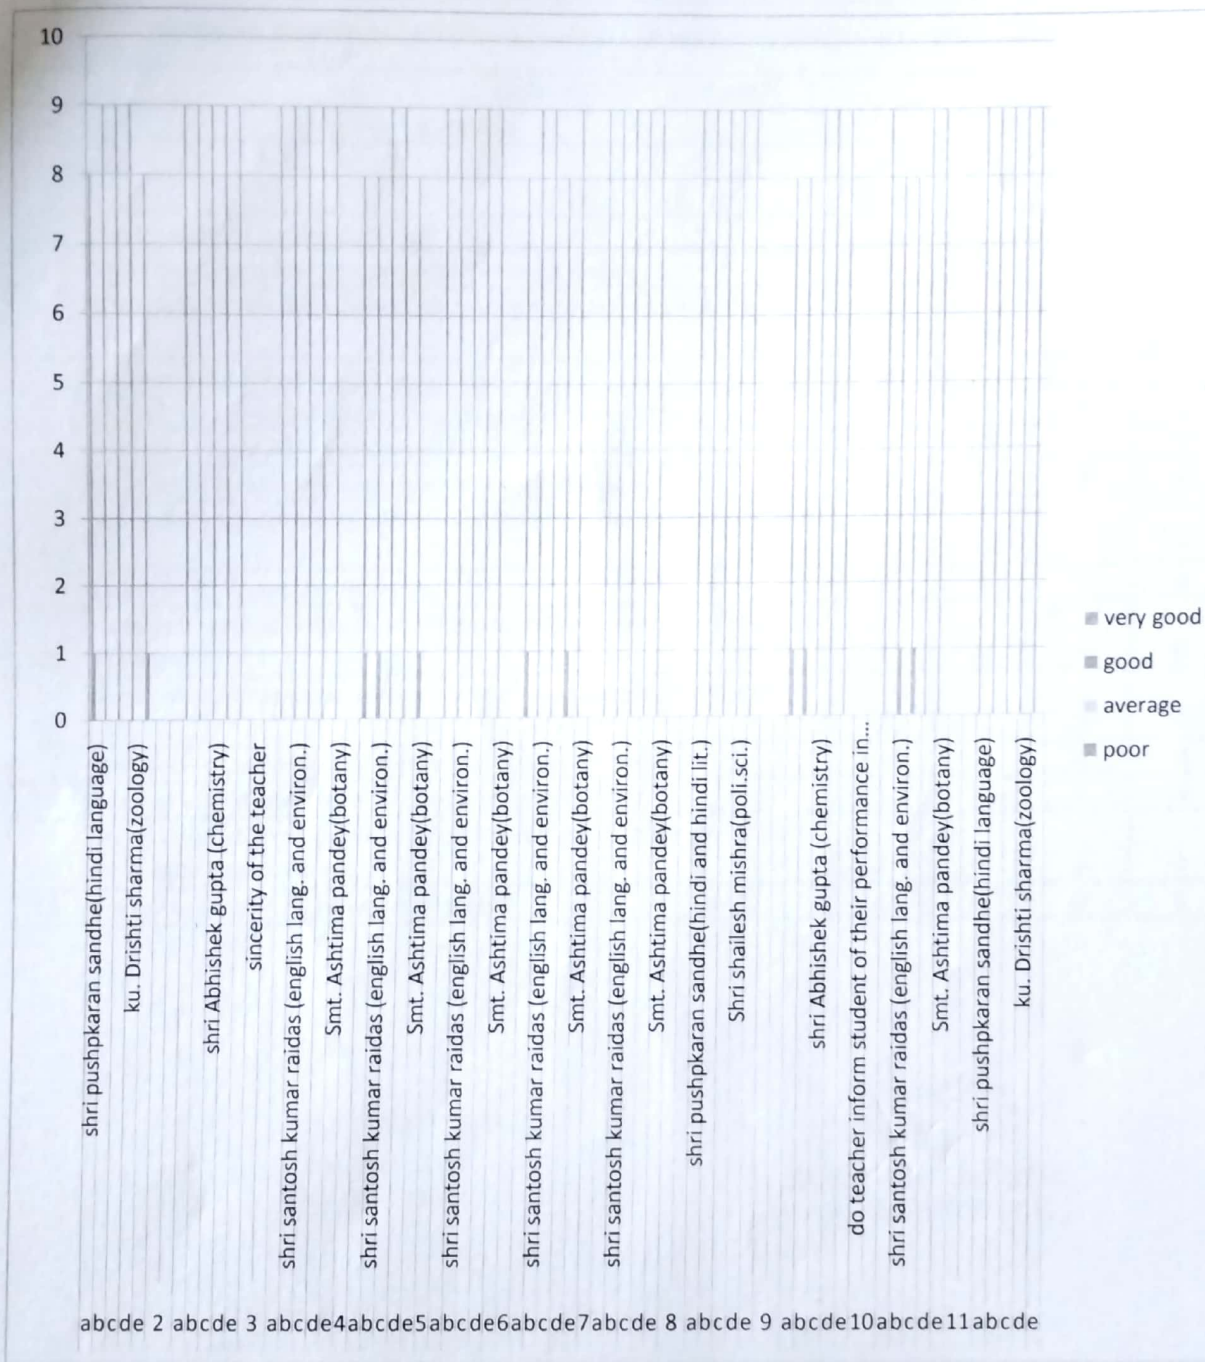 10
9
8
7
6
5
4
3
2
1
0
very good
good
average
poor
shri pushpkaran sandhe(hindi language)
ku. Drishti sharma(zoology)
shri Abhishek gupta (chemistry)
sincerity of the teacher
shri santosh kumar raidas (english lang. and environ.)
Smt. Ashtima pandey(botany)
shri santosh kumar raidas (english lang. and environ.)
Smt. Ashtima pandey(botany)
shri santosh kumar raidas (english lang. and environ.)
Smt. Ashtima pandey(botany)
shri santosh kumar raidas (english lang. and environ.)
Smt. Ashtima pandey(botany)
shri santosh kumar raidas (english lang. and environ.)
Smt. Ashtima pandey(botany)
shri pushpkaran sandhe(hindi and hindi lit.)
Shri shailesh mishra(poli.sci.)
shri Abhishek gupta (chemistry)
do teacher inform student of their performance in...
shri santosh kumar raidas (english lang. and environ.)
Smt. Ashtima pandey(botany)
shri pushpkaran sandhe(hindi language)
ku. Drishti sharma(zoology)
a b c d e 2 a b c d e 3 a b c d e 4 a b c d e 5 a b c d e 6 a b c d e 7 a b c d e 8 a b c d e 9 a b c d e 10 a b c d e 11 a b c d e